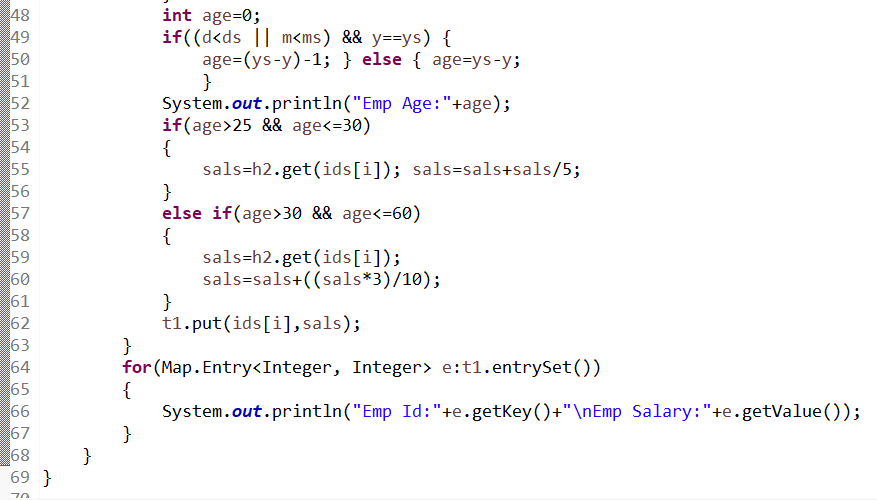 48 int age=0;
49 if((d<ds || m<ms) && y==ys) {
50 age=(ys-y)-1; } else { age=ys-y;
51 }
52 System.out.println("Emp Age:"+age);
53 if(age>25 && age<=30)
54 {
55 sals=h2.get(ids[i]); sals=sals+sals/5;
56 }
57 else if(age>30 && age<=60)
58 {
59 sals=h2.get(ids[i]);
60 sals=sals+((sals*3)/10);
61 }
62 t1.put(ids[i],sals);
63 }
64 for(Map.Entry<Integer, Integer> e:t1.entrySet())
65 {
66 System.out.println("Emp Id:"+e.getKey()+"\nEmp Salary:"+e.getValue());
67 }
68 }
69 }